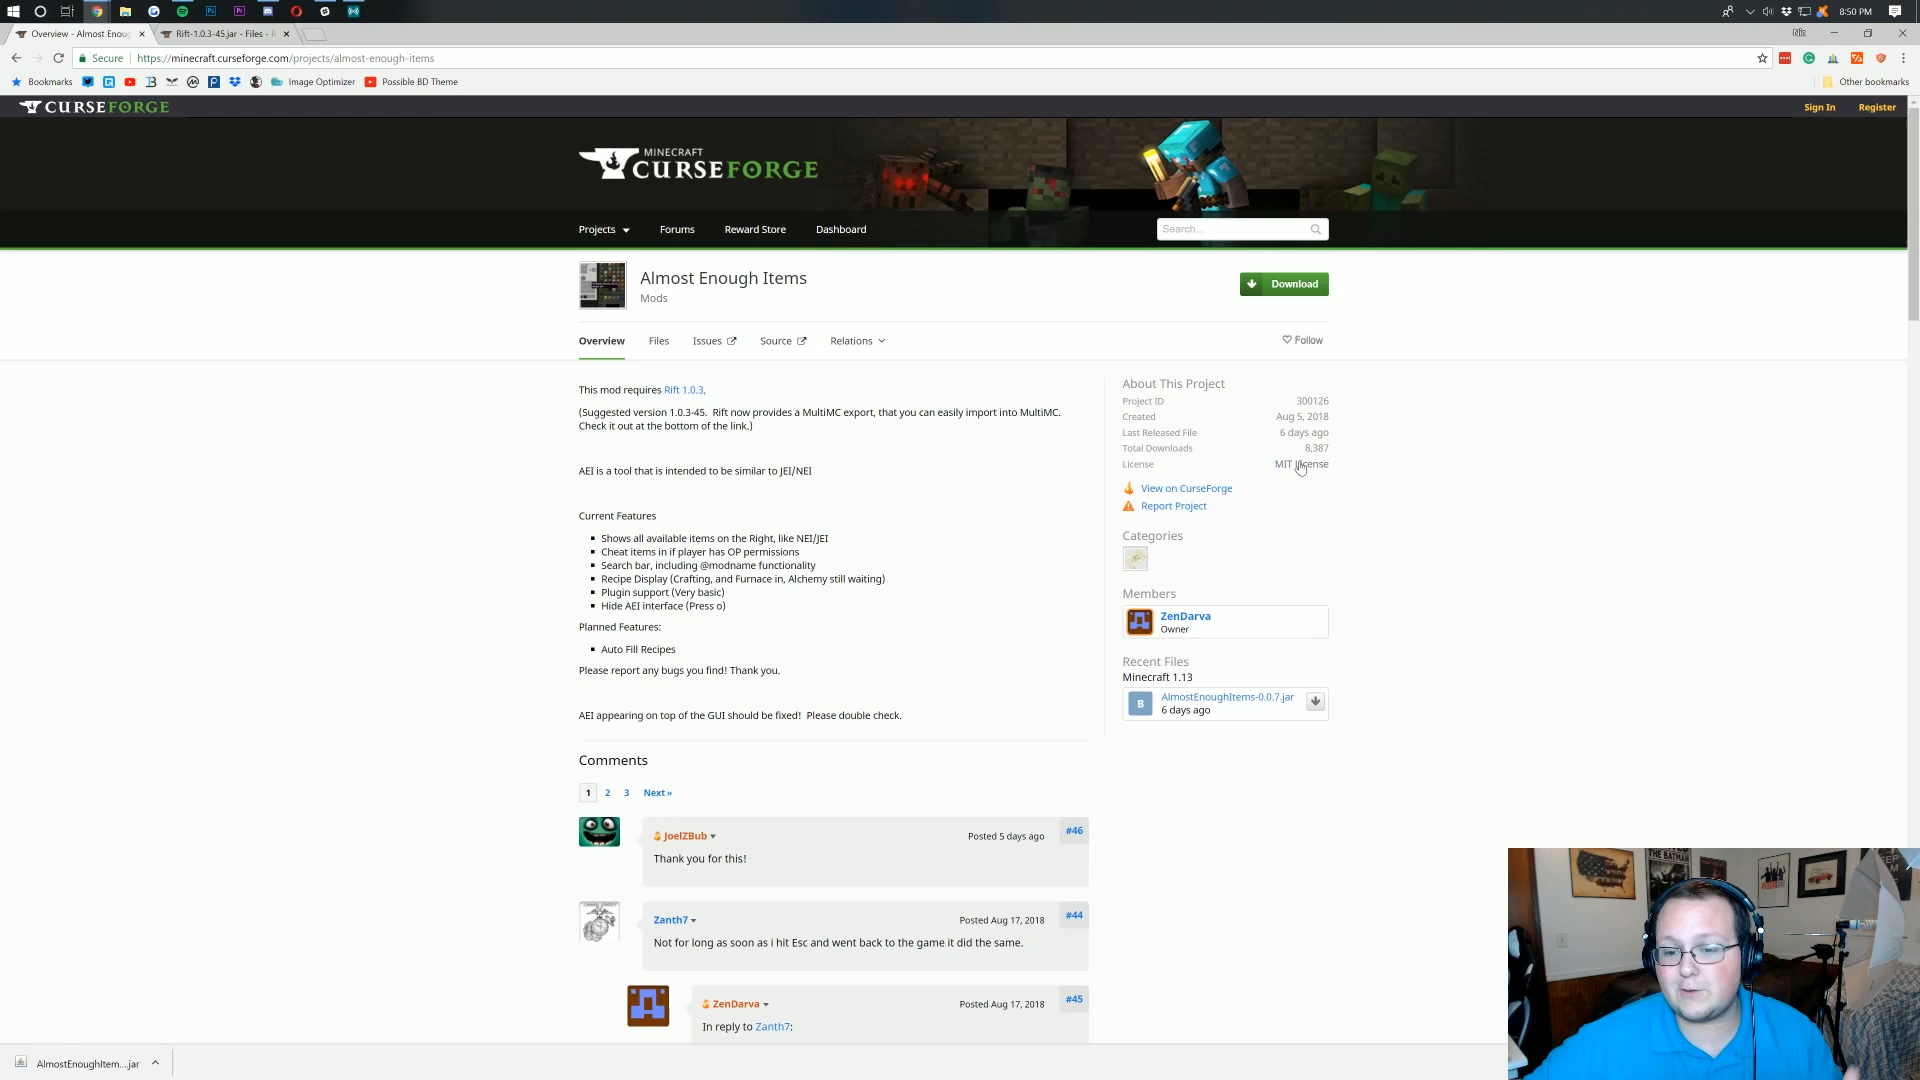 8:50 PM
Overview - Almost Enoug
Rift-1.0.3-45.jar - Files - R
Secure
https://minecraft.curseforge.com/projects/almost-enough-items
Bookmarks
Image Optimizer
Possible BD Theme
Other bookmarks
CURSEFORGE
Sign In
Register
MINECRAFT
CURSEFORGE
Projects
Forums
Reward Store
Dashboard
Search...
Almost Enough Items
Mods
Download
Overview
Files
Issues
Source
Relations
Follow
This mod requires Rift 1.0.3,
(Suggested version 1.0.3-45. Rift now provides a MultiMC export, that you can easily import into MultiMC.
Check it out at the bottom of the link.)
AEI is a tool that is intended to be similar to JEI/NEI
Current Features
Shows all available items on the Right, like NEI/JEI
Cheat items in if player has OP permissions
Search bar, including @modname functionality
Recipe Display (Crafting, and Furnace in, Alchemy still waiting)
Plugin support (Very basic)
Hide AEI interface (Press o)
Planned Features:
Auto Fill Recipes
Please report any bugs you find! Thank you.
AEI appearing on top of the GUI should be fixed! Please double check.
About This Project
Project ID 300126
Created Aug 5, 2018
Last Released File 6 days ago
Total Downloads 8,387
License MIT License
View on CurseForge
Report Project
Categories
Members
ZenDarva
Owner
Recent Files
Minecraft 1.13
B
AlmostEnoughItems-0.0.7.jar
6 days ago
Comments
1 2 3 Next »
JoelZBub
Posted 5 days ago
#46
Thank you for this!
Zanth7
Posted Aug 17, 2018
#44
Not for long as soon as i hit Esc and went back to the game it did the same.
ZenDarva
Posted Aug 17, 2018
#45
In reply to Zanth7:
AlmostEnoughItem....jar